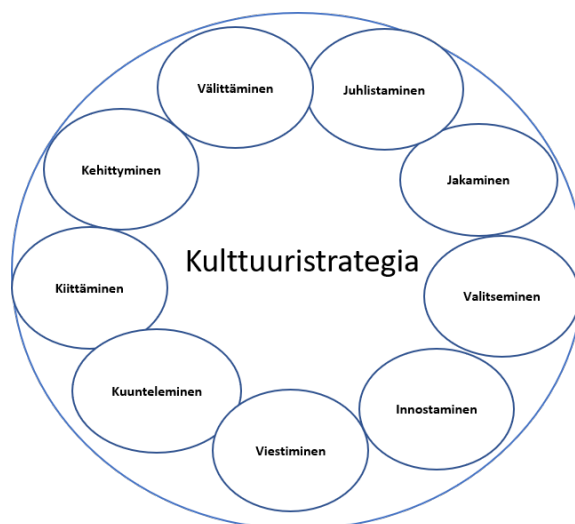 Välittäminen
Juhlistaminen
Kehittyminen
Jakaminen
Kulttuuristrategia
Kiittäminen
Valitseminen
Kuunteleminen
Innostaminen
Viestiminen